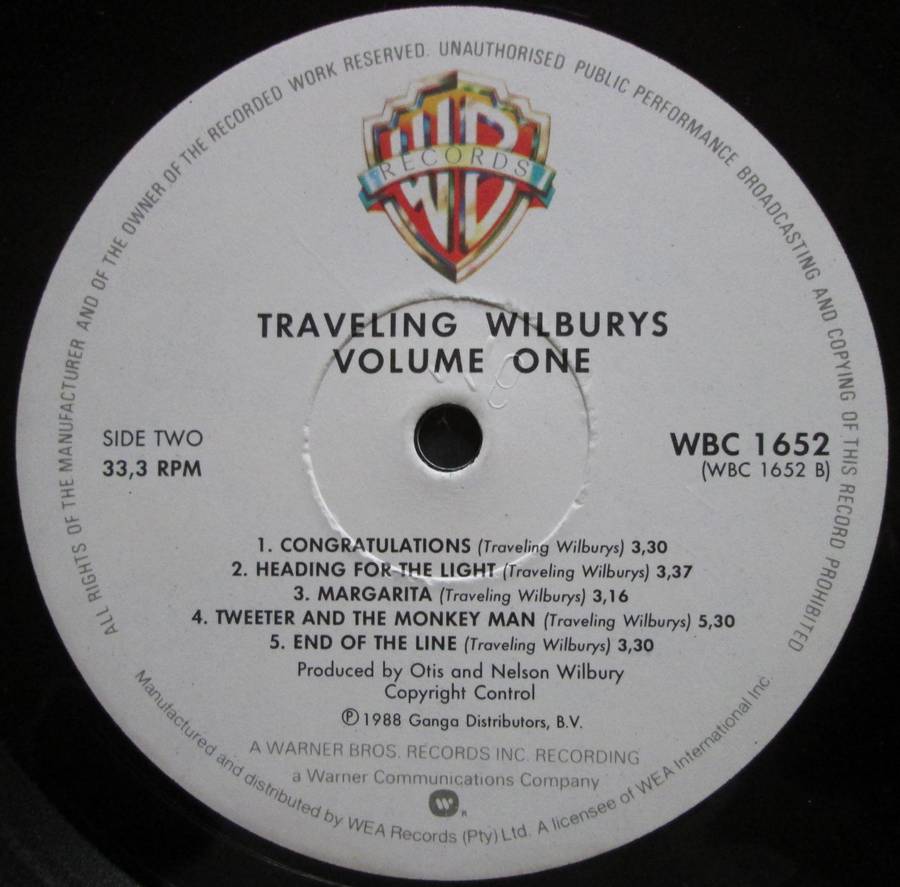 ALL RIGHTS OF THE MANUFACTURER AND OF THE OWNER OF THE RECORDED WORK RESERVED. UNAUTHORISED PUBLIC PERFORMANCE BROADCASTING AND COPYING OF THIS RECORD PROHIBITED
WB
RECORDS
TRAVELING WILBURYS
VOLUME ONE
SIDE TWO
33,3 RPM
WBC 1652
(WBC 1652 B)
1. CONGRATULATIONS (Traveling Wilburys) 3,30
2. HEADING FOR THE LIGHT (Traveling Wilburys) 3,37
3. MARGARITA (Traveling Wilburys) 3,16
4. TWEETER AND THE MONKEY MAN (Traveling Wilburys) 5,30
5. END OF THE LINE (Traveling Wilburys) 3,30
Produced by Otis and Nelson Wilbury
Copyright Control
℗ 1988 Ganga Distributors, B.V.
A WARNER BROS. RECORDS INC. RECORDING
a Warner Communications Company
Manufactured and distributed by WEA Records (Pty) Ltd. A licensee of WEA International Inc.